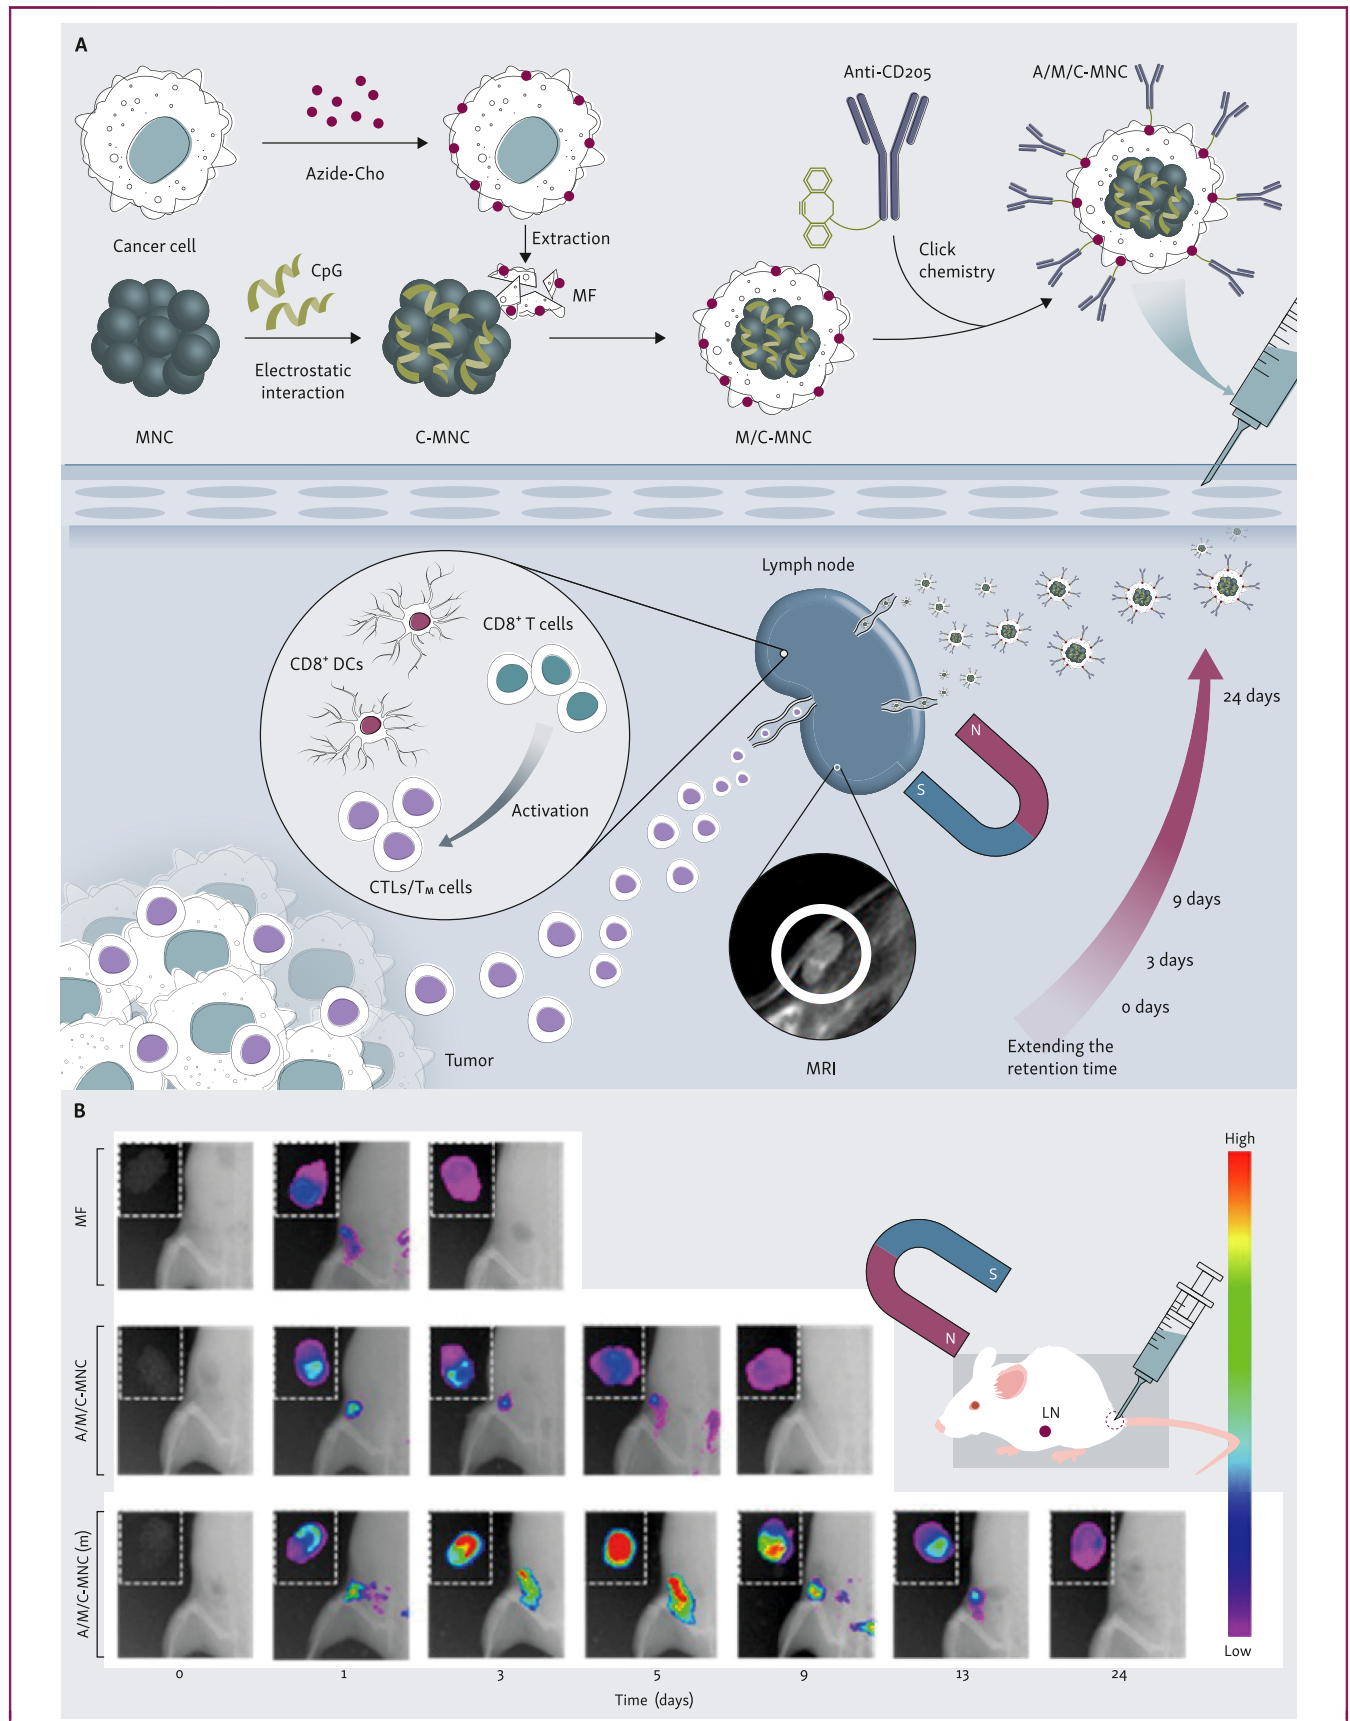 A
Anti-CD205
A/M/C-MNC
Azide-Cho
Cancer cell
Extraction
CpG
MF
Click
chemistry
Electrostatic
interaction
MNC
C-MNC
M/C-MNC
Lymph node
CD8⁺ T cells
CD8⁺ DCs
24 days
N
S
Activation
CTLs/Tᴍ cells
9 days
3 days
0 days
Extending the
retention time
Tumor
MRI
B
High
MF
S
N
A/M/C-MNC
LN
A/M/C-MNC (m)
Low
0 1 3 5 9 13 24
Time (days)